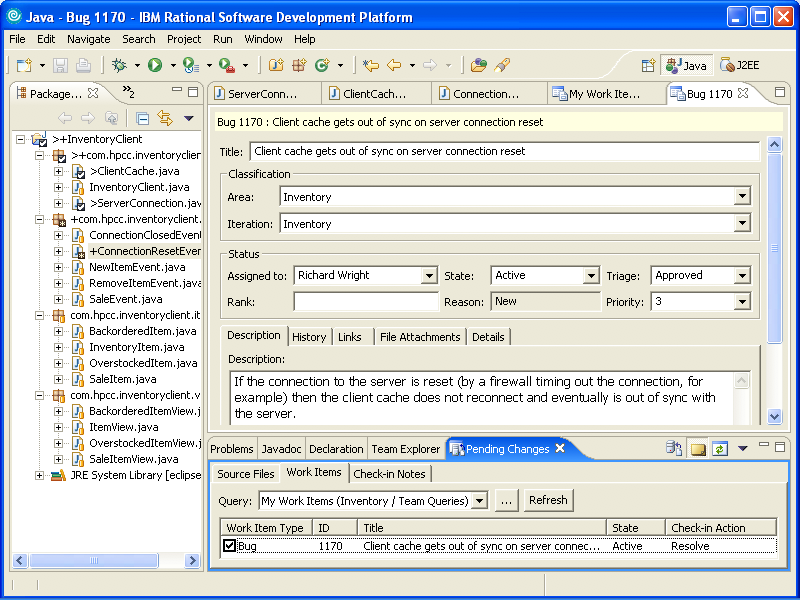 Java - Bug 1170 - IBM Rational Software Development Platform
File Edit Navigate Search Project Run Window Help
Java J2EE
Package... 2
ServerConn... ClientCach... Connection... My Work Ite... Bug 1170
>+InventoryClient
>+com.hpcc.inventoryclien
>ClientCache.java
InventoryClient.java
>ServerConnection.java
+com.hpcc.inventoryclient.
ConnectionClosedEvent
+ConnectionResetEven
NewItemEvent.java
RemoveItemEvent.java
SaleEvent.java
com.hpcc.inventoryclient.it
BackorderedItem.java
InventoryItem.java
OverstockedItem.java
SaleItem.java
com.hpcc.inventoryclient.v
BackorderedItemView.j
ItemView.java
OverstockedItemView.j
SaleItemView.java
JRE System Library [eclipse
Bug 1170 : Client cache gets out of sync on server connection reset
Title: Client cache gets out of sync on server connection reset
Classification
Area: Inventory
Iteration: Inventory
Status
Assigned to: Richard Wright State: Active Triage: Approved
Rank: Reason: New Priority: 3
Description History Links File Attachments Details
Description:
If the connection to the server is reset (by a firewall timing out the connection, for
example) then the client cache does not reconnect and eventually is out of sync with
the server.
Problems Javadoc Declaration Team Explorer Pending Changes
Source Files Work Items Check-in Notes
Query: My Work Items (Inventory / Team Queries) ... Refresh
Work Item Type ID Title State Check-in Action
Bug 1170 Client cache gets out of sync on server connec... Active Resolve